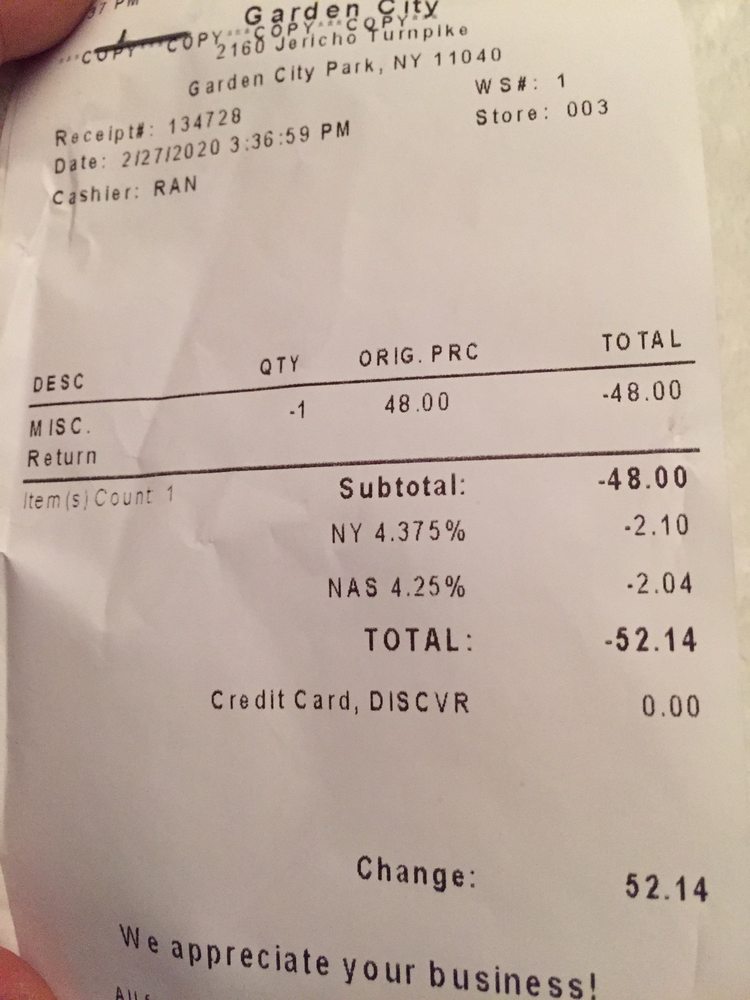 37 PM
Garden City
***COPY***COPY***COPY***COPY***
2160 Jericho Turnpike
Garden City Park, NY 11040
WS#: 1
Receipt#: 134728
Store: 003
Date: 2/27/2020 3:36:59 PM
Cashier: RAN
DESC QTY ORIG. PRC TOTAL
MISC. -1 48.00 -48.00
Return
Item(s) Count 1 Subtotal: -48.00
NY 4.375% -2.10
NAS 4.25% -2.04
TOTAL: -52.14
Credit Card, DISCVR 0.00
Change: 52.14
We appreciate your business!